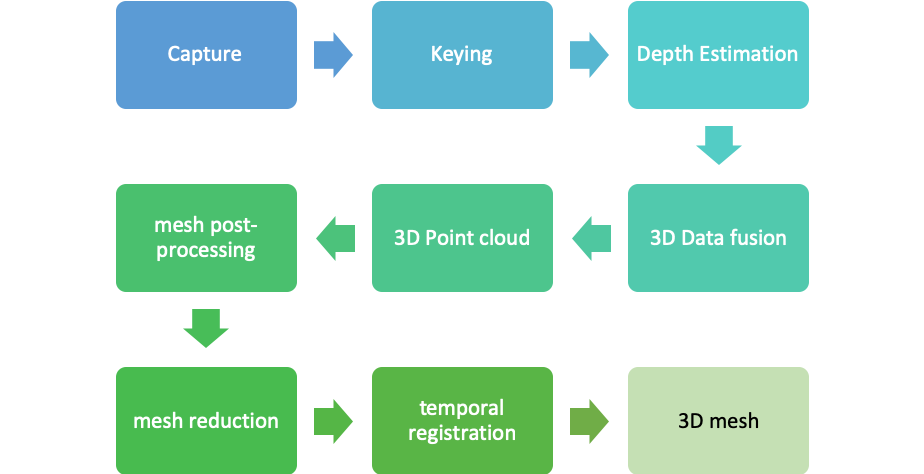 Capture
Keying
Depth Estimation
3D Data fusion
3D Point cloud
mesh post-
processing
mesh reduction
temporal
registration
3D mesh